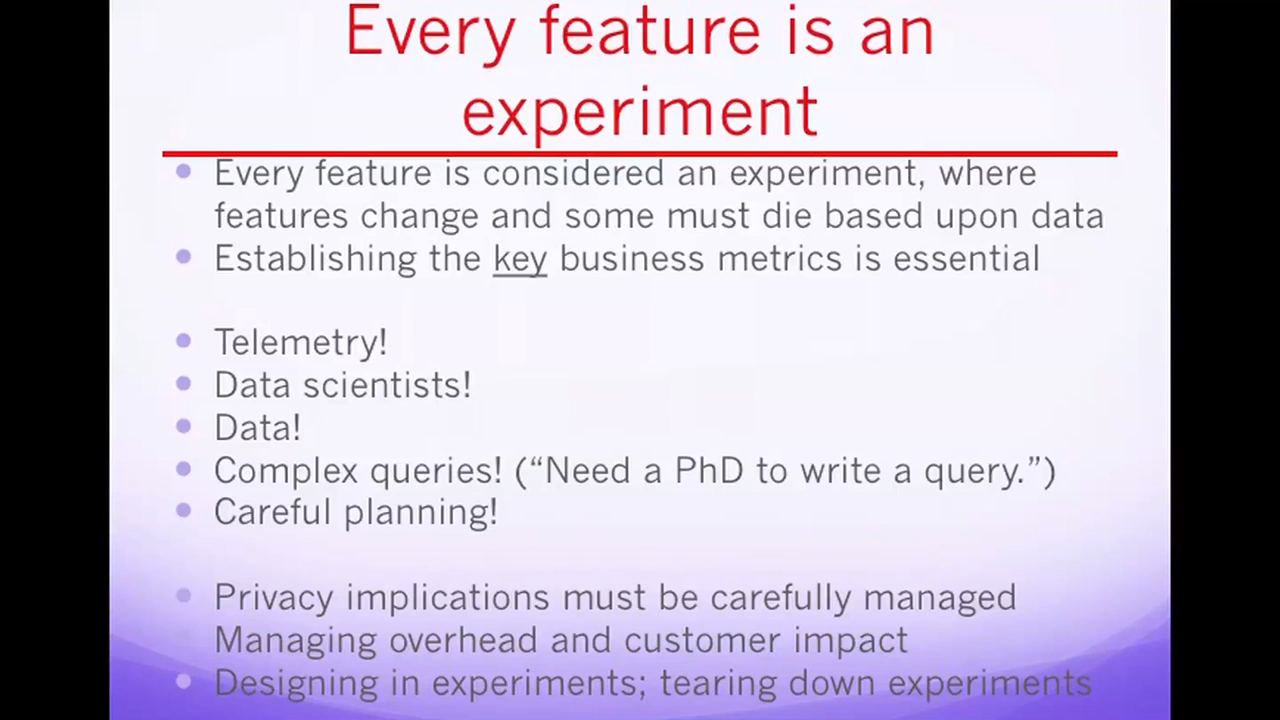 Every feature is an
experiment
Every feature is considered an experiment, where
features change and some must die based upon data
Establishing the key business metrics is essential
Telemetry!
Data scientists!
Data!
Complex queries! (“Need a PhD to write a query.”)
Careful planning!
Privacy implications must be carefully managed
Managing overhead and customer impact
Designing in experiments; tearing down experiments